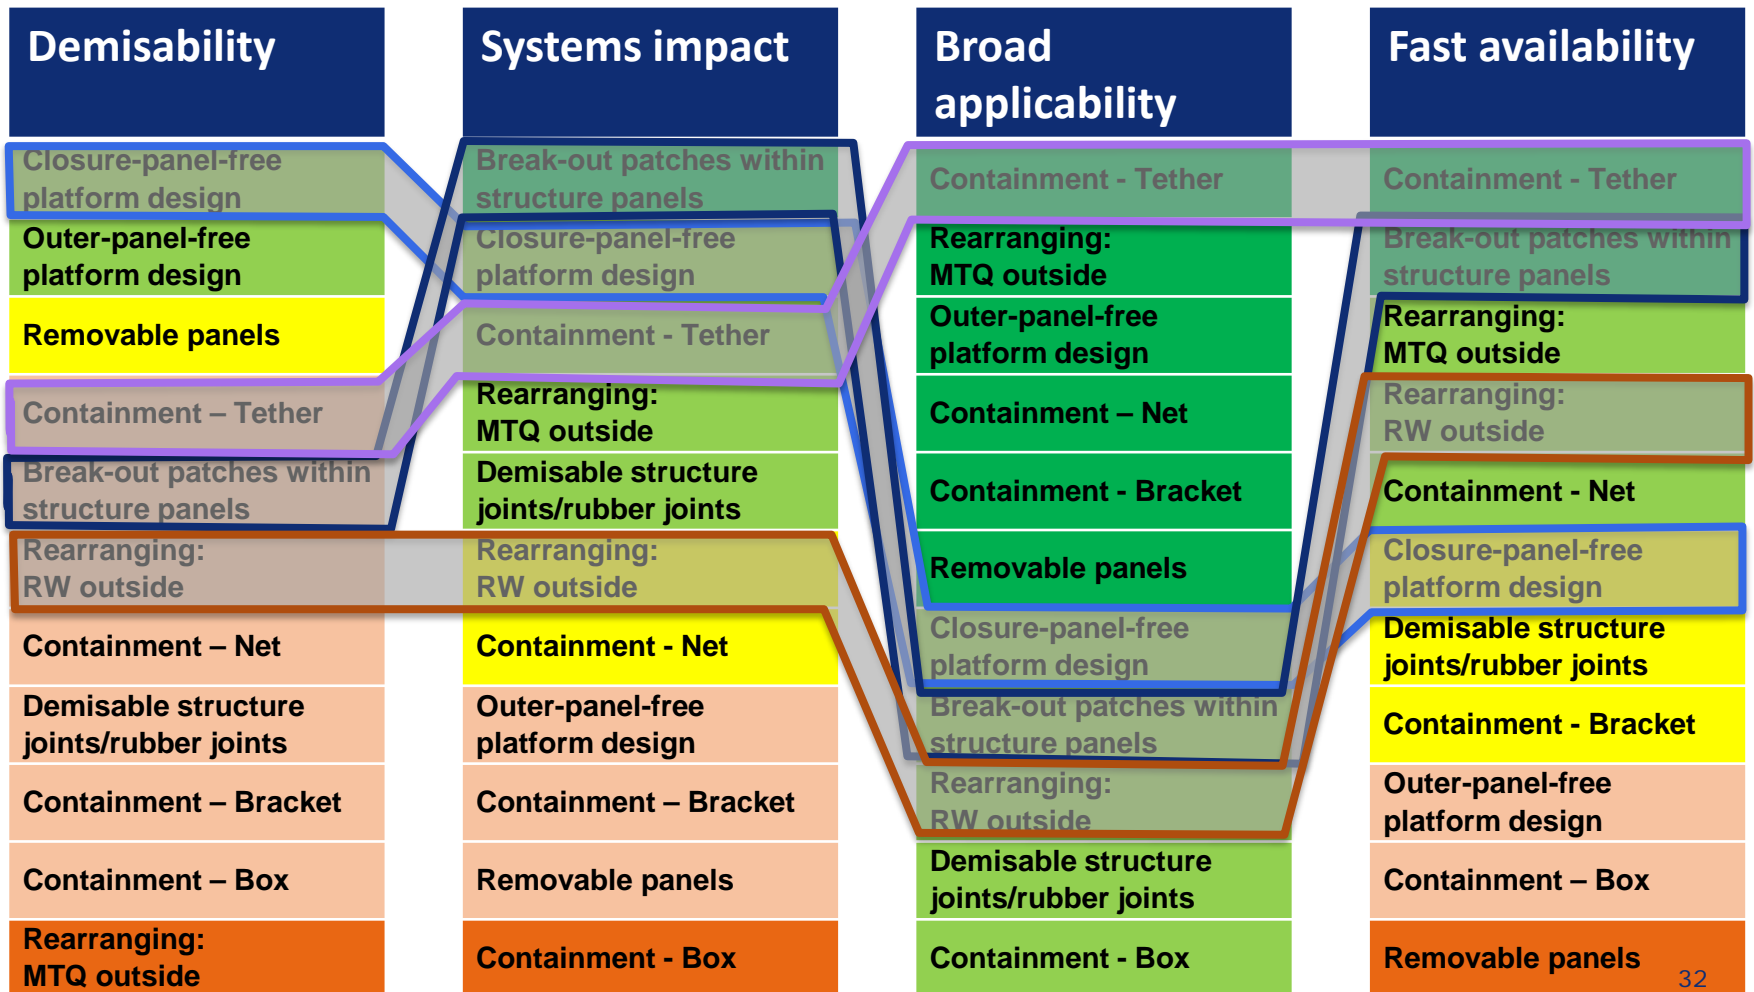 Demisability
Closure-panel-free
platform design
Outer-panel-free
platform design
Removable panels
Containment – Tether
Break-out patches within
structure panels
Rearranging:
RW outside
Containment – Net
Demisable structure
joints/rubber joints
Containment – Bracket
Containment – Box
Rearranging:
MTQ outside
Systems impact
Break-out patches within
structure panels
Closure-panel-free
platform design
Containment - Tether
Rearranging:
MTQ outside
Demisable structure
joints/rubber joints
Rearranging:
RW outside
Containment - Net
Outer-panel-free
platform design
Containment – Bracket
Removable panels
Containment - Box
Broad
applicability
Containment - Tether
Rearranging:
MTQ outside
Outer-panel-free
platform design
Containment – Net
Containment - Bracket
Removable panels
Closure-panel-free
platform design
Break-out patches within
structure panels
Rearranging:
RW outside
Demisable structure
joints/rubber joints
Containment - Box
Fast availability
Containment - Tether
Break-out patches within
structure panels
Rearranging:
MTQ outside
Rearranging:
RW outside
Containment - Net
Closure-panel-free
platform design
Demisable structure
joints/rubber joints
Containment - Bracket
Outer-panel-free
platform design
Containment – Box
Removable panels
32